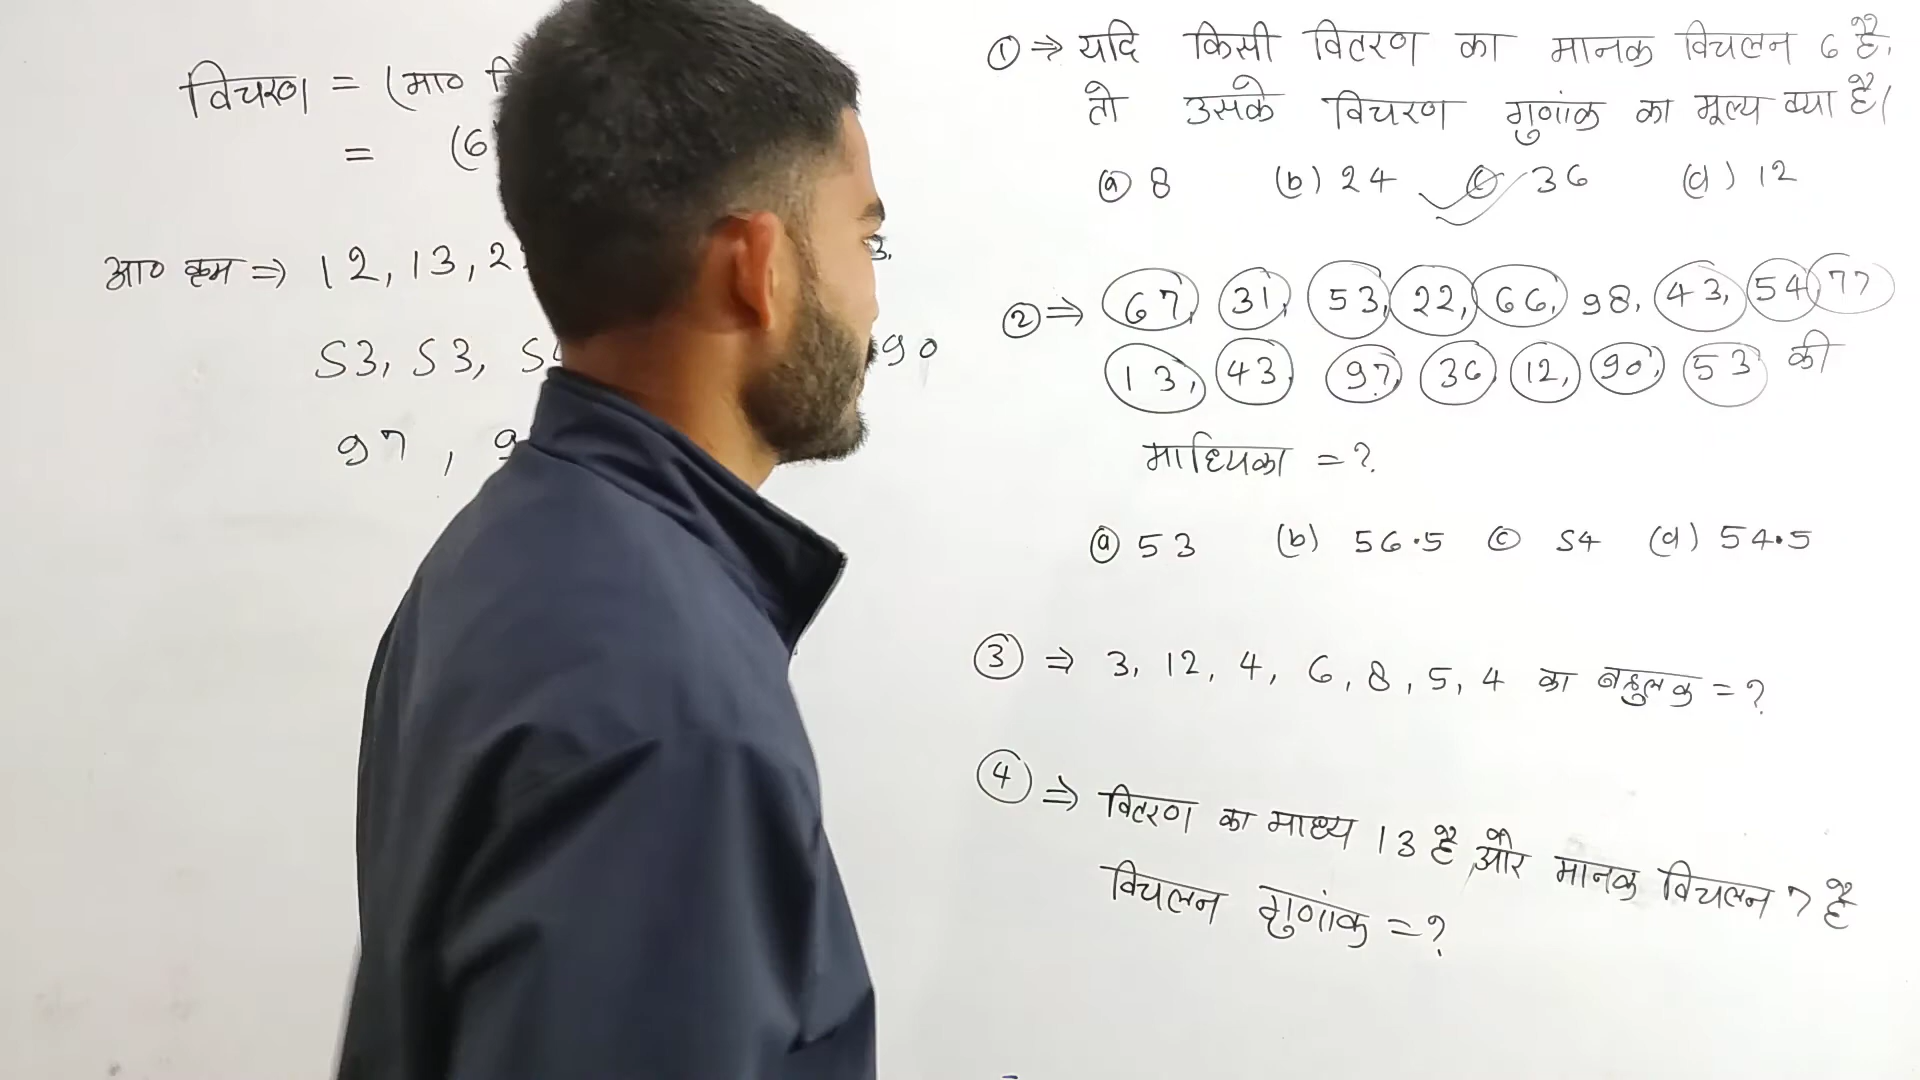 विचरण = (मा०
= (6
आ० क्रम ⇒ 12, 13, 2 3,
53, 53, 54 90
97, 9
① ⇒ यदि किसी वितरण का मानक विचलन 6 है,
तो उसके विचरण गुणांक का मूल्य क्या है।
(a) 8 (b) 24 (c) 36 (d) 12
② ⇒ 67, 31, 53, 22, 66, 98, 43, 54, 77
13, 43 97, 36, 12, 90, 53 की
माध्यिका = ?
(a) 53 (b) 56.5 (c) 54 (d) 54.5
③ ⇒ 3, 12, 4, 6, 8, 5, 4 का बहुलक = ?
④ ⇒ वितरण का माध्य 13 है और मानक विचलन 7 है
विचलन गुणांक = ?